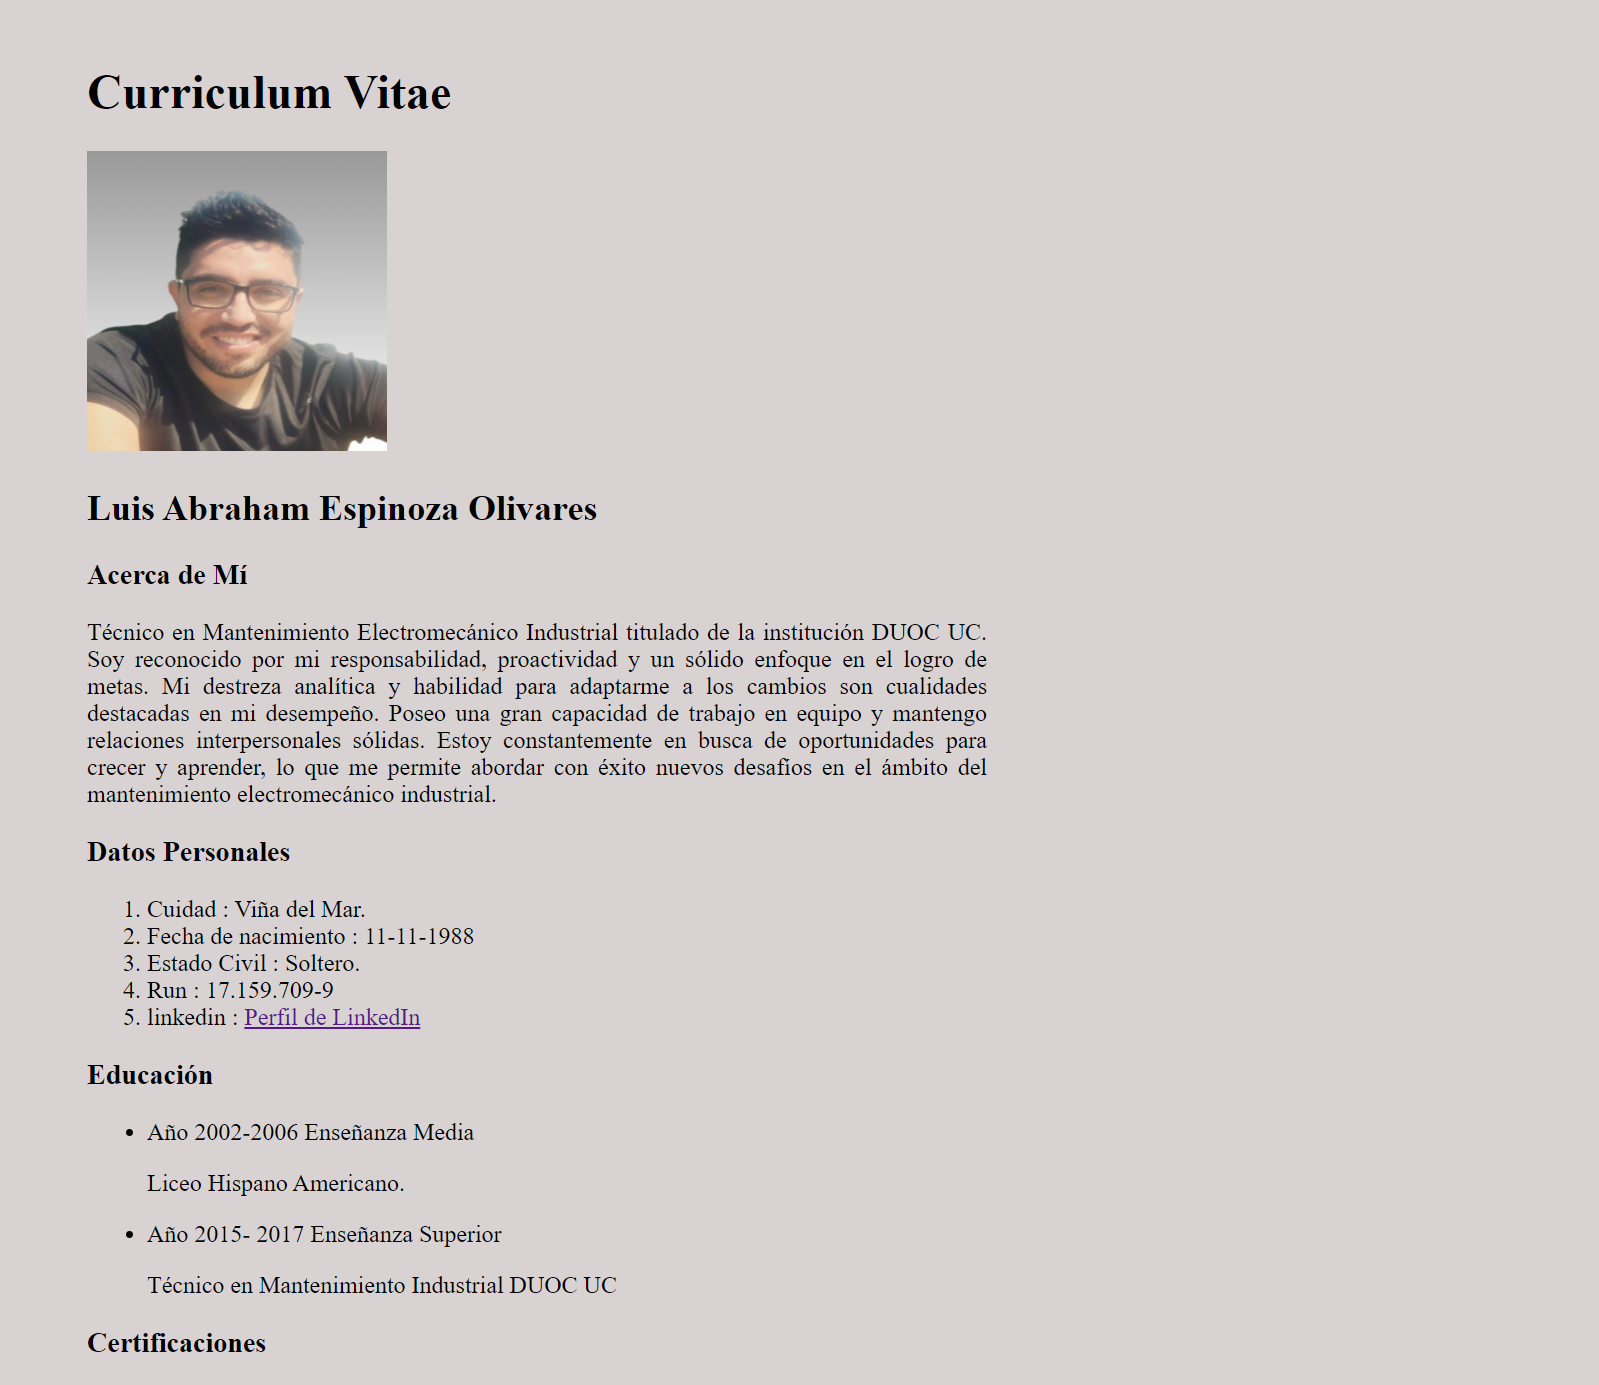 Curriculum Vitae
Luis Abraham Espinoza Olivares
Acerca de Mí
Técnico en Mantenimiento Electromecánico Industrial titulado de la institución DUOC UC.
Soy reconocido por mi responsabilidad, proactividad y un sólido enfoque en el logro de
metas. Mi destreza analítica y habilidad para adaptarme a los cambios son cualidades
destacadas en mi desempeño. Poseo una gran capacidad de trabajo en equipo y mantengo
relaciones interpersonales sólidas. Estoy constantemente en busca de oportunidades para
crecer y aprender, lo que me permite abordar con éxito nuevos desafíos en el ámbito del
mantenimiento electromecánico industrial.
Datos Personales
1. Cuidad : Viña del Mar.
2. Fecha de nacimiento : 11-11-1988
3. Estado Civil : Soltero.
4. Run : 17.159.709-9
5. linkedin : Perfil de LinkedIn
Educación
• Año 2002-2006 Enseñanza Media
Liceo Hispano Americano.
• Año 2015- 2017 Enseñanza Superior
Técnico en Mantenimiento Industrial DUOC UC
Certificaciones